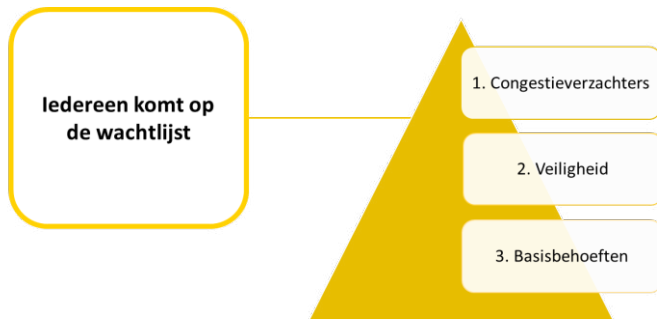 Iedereen komt op
de wachtlijst
1. Congestieverzachters
2. Veiligheid
3. Basisbehoeften